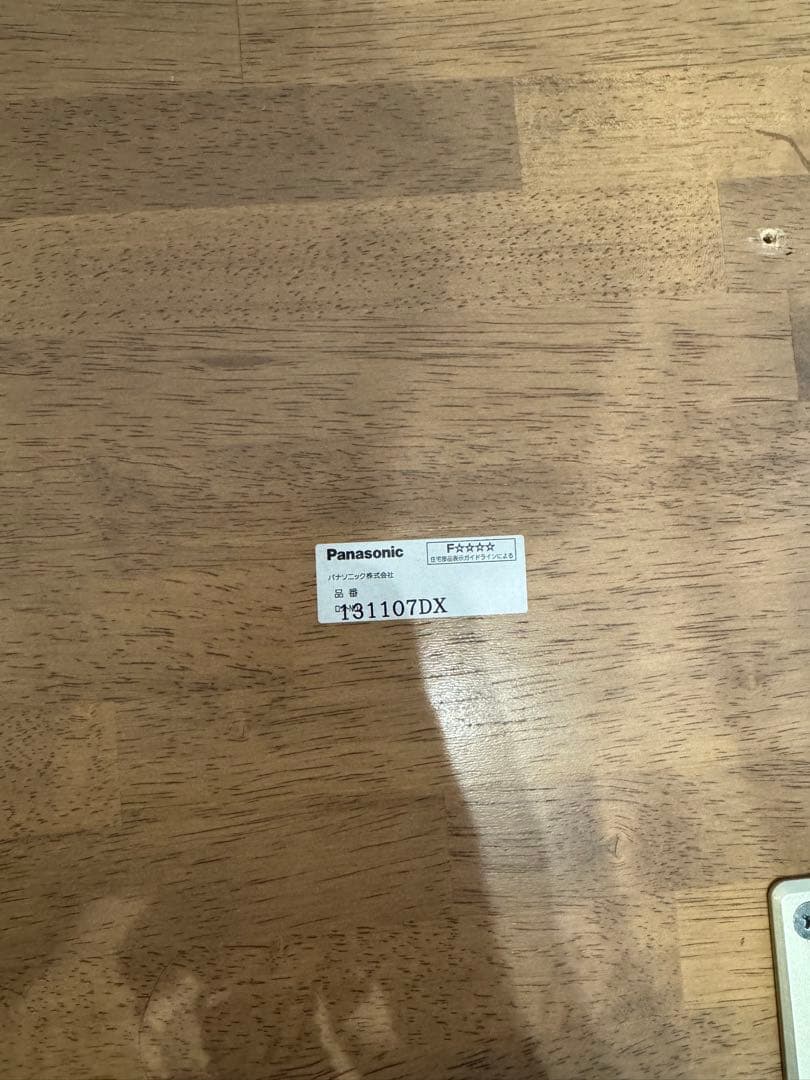 Panasonic
F☆☆☆☆
住宅部品表示ガイドラインによる
パナソニック株式会社
品番
131107DX